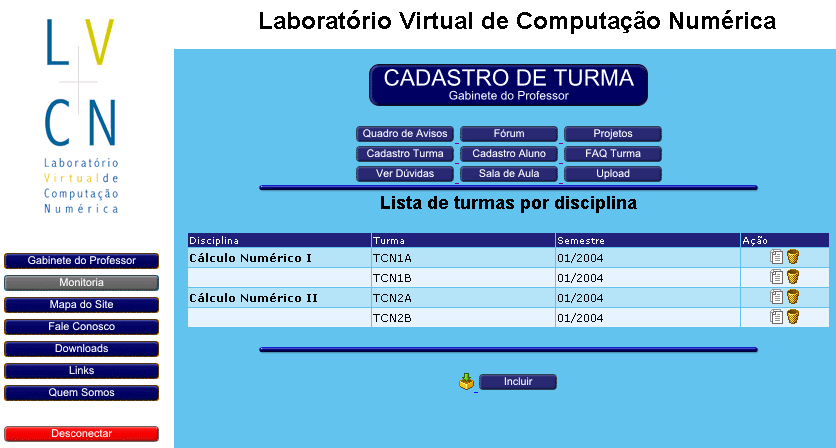 Laboratório Virtual de Computação Numérica
LV
CN
Laboratório
Virtual de
Computação
Numérica
Gabinete do Professor
Monitoria
Mapa do Site
Fale Conosco
Downloads
Links
Quem Somos
Desconectar
CADASTRO DE TURMA
Gabinete do Professor
Quadro de Avisos Fórum Projetos
Cadastro Turma Cadastro Aluno FAQ Turma
Ver Dúvidas Sala de Aula Upload
Lista de turmas por disciplina
Disciplina Turma Semestre Ação
Cálculo Numérico I TCN1A 01/2004
TCN1B 01/2004
Cálculo Numérico II TCN2A 01/2004
TCN2B 01/2004
Incluir